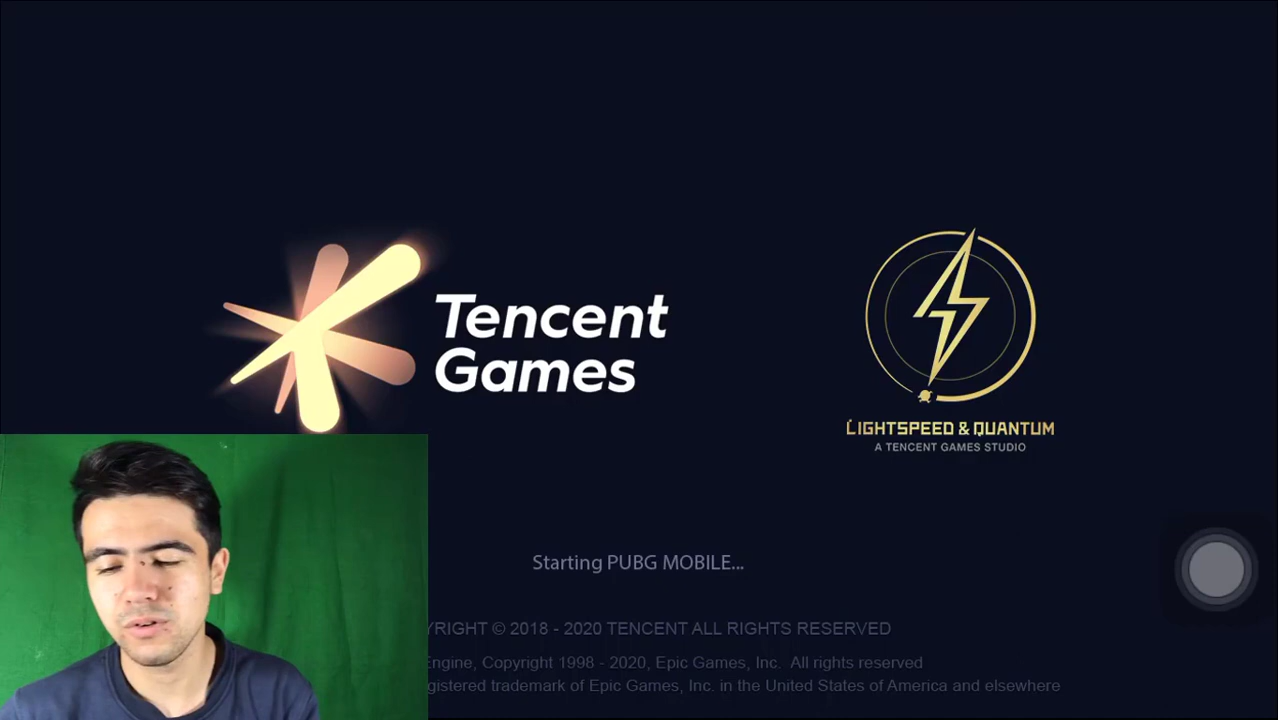 Tencent
Games
LIGHTSPEED & QUANTUM
A TENCENT GAMES STUDIO
Starting PUBG MOBILE...
YRIGHT © 2018 - 2020 TENCENT ALL RIGHTS RESERVED
Engine, Copyright 1998 - 2020, Epic Games, Inc. All rights reserved
gistered trademark of Epic Games, Inc. in the United States of America and elsewhere